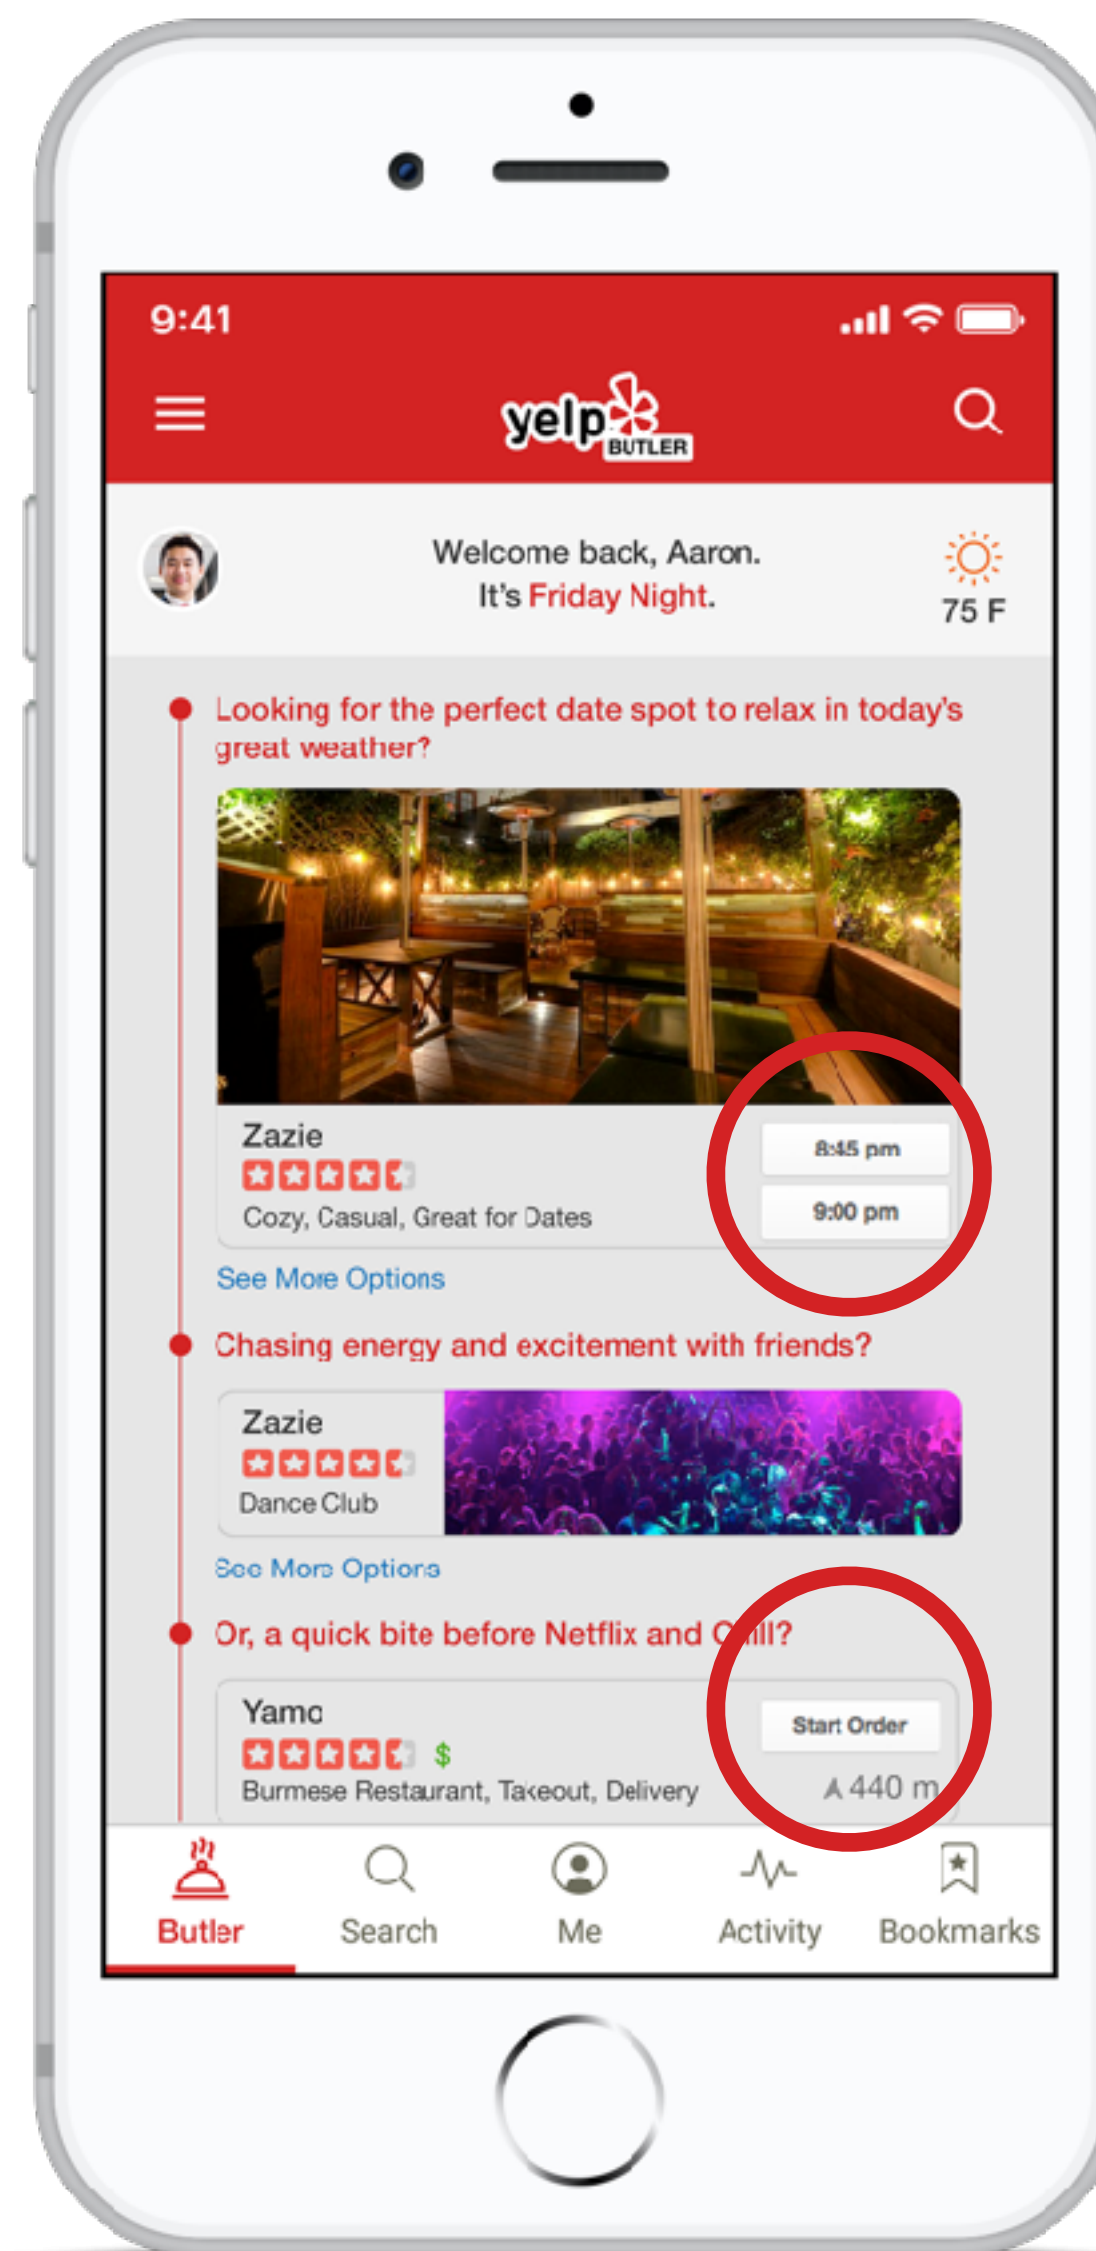 9:41
yelp
BUTLER
Welcome back, Aaron.
It's Friday Night.
75 F
Looking for the perfect date spot to relax in today's
great weather?
Zazie
8:45 pm
Cozy, Casual, Great for Dates
9:00 pm
See More Options
Chasing energy and excitement with friends?
Zazie
Dance Club
See More Options
Or, a quick bite before Netflix and Chill?
Yamo
Start Order
$
Burmese Restaurant, Takeout, Delivery
440 m
Butler
Search
Me
Activity
Bookmarks